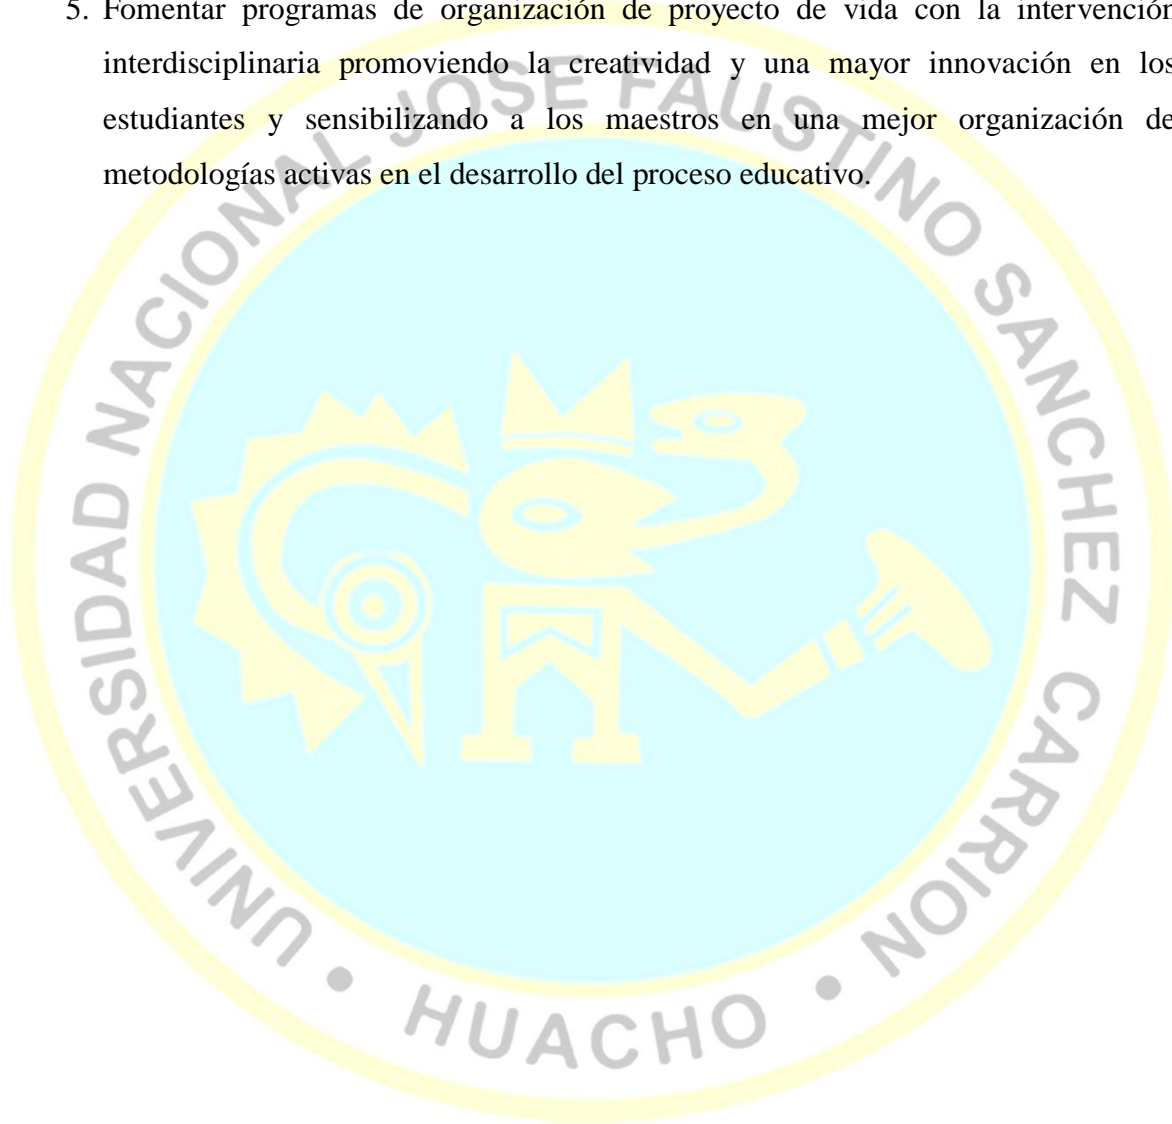 5. Fomentar programas de organización de proyecto de vida con la intervención
interdisciplinaria promoviendo la creatividad y una mayor innovación en los
estudiantes y sensibilizando a los maestros en una mejor organización de
metodologías activas en el desarrollo del proceso educativo.
UNIVERSIDAD NACIONAL JOSE FAUSTINO SANCHEZ CARRION
• HUACHO •